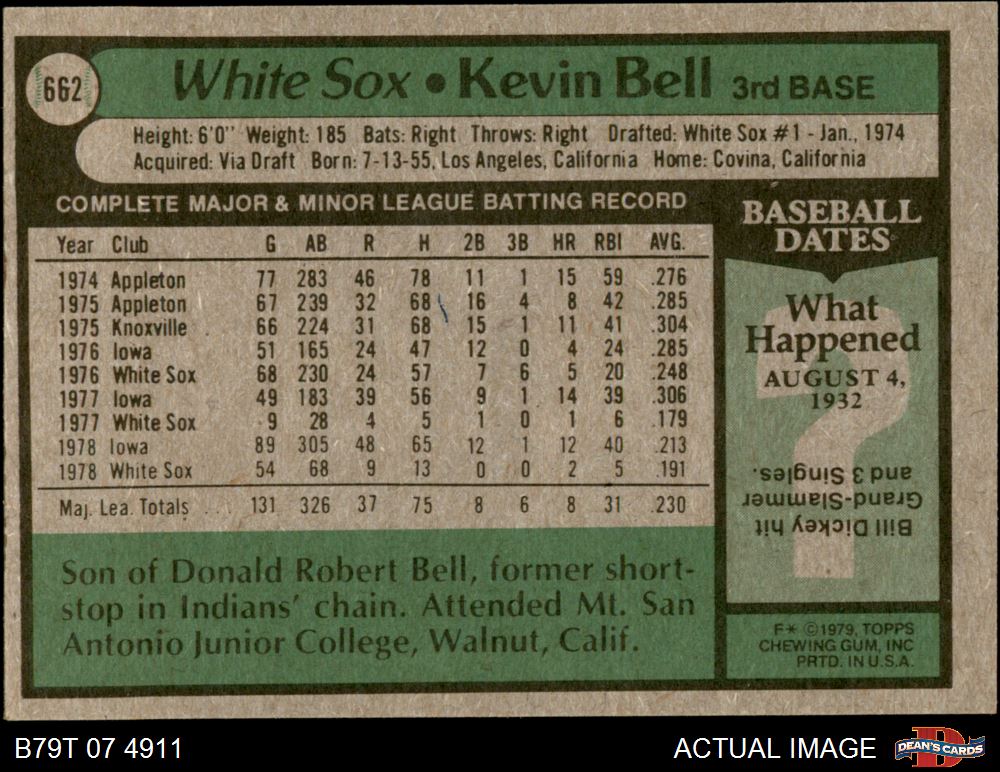 662
White Sox • Kevin Bell 3rd BASE
Height: 6'0" Weight: 185 Bats: Right Throws: Right Drafted: White Sox #1 - Jan., 1974
Acquired: Via Draft Born: 7-13-55, Los Angeles, California Home: Covina, California
COMPLETE MAJOR & MINOR LEAGUE BATTING RECORD
Year Club G AB R H 2B 3B HR RBI AVG.
1974 Appleton 77 283 46 78 11 1 15 59 .276
1975 Appleton 67 239 32 68 16 4 8 42 .285
1975 Knoxville . 66 224 31 68 15 1 11 41 .304
1976 Iowa 51 165 24 47 12 0 4 24 .285
1976 White Sox 68 230 24 57 7 6 5 20 .248
1977 Iowa 49 183 39 56 9 1 14 39 .306
1977 White Sox 9 28 4 5 1 0 1 6 .179
1978 Iowa 89 305 48 65 12 1 12 40 .213
1978 White Sox 54 68 9 13 0 0 2 5 .191
Maj. Lea. Totals ... 131 326 37 75 8 6 8 31 .230
Son of Donald Robert Bell, former short-
stop in Indians' chain. Attended Mt. San
Antonio Junior College, Walnut, Calif.
BASEBALL
DATES
What
Happened
AUGUST 4,
1932
?
Bill Dickey hit
Grand-Slammer
and 3 Singles.
F* ©1979, TOPPS
CHEWING GUM, INC
PRTD. IN U.S.A.
B79T 07 4911
ACTUAL IMAGE
D
DEAN'S CARDS